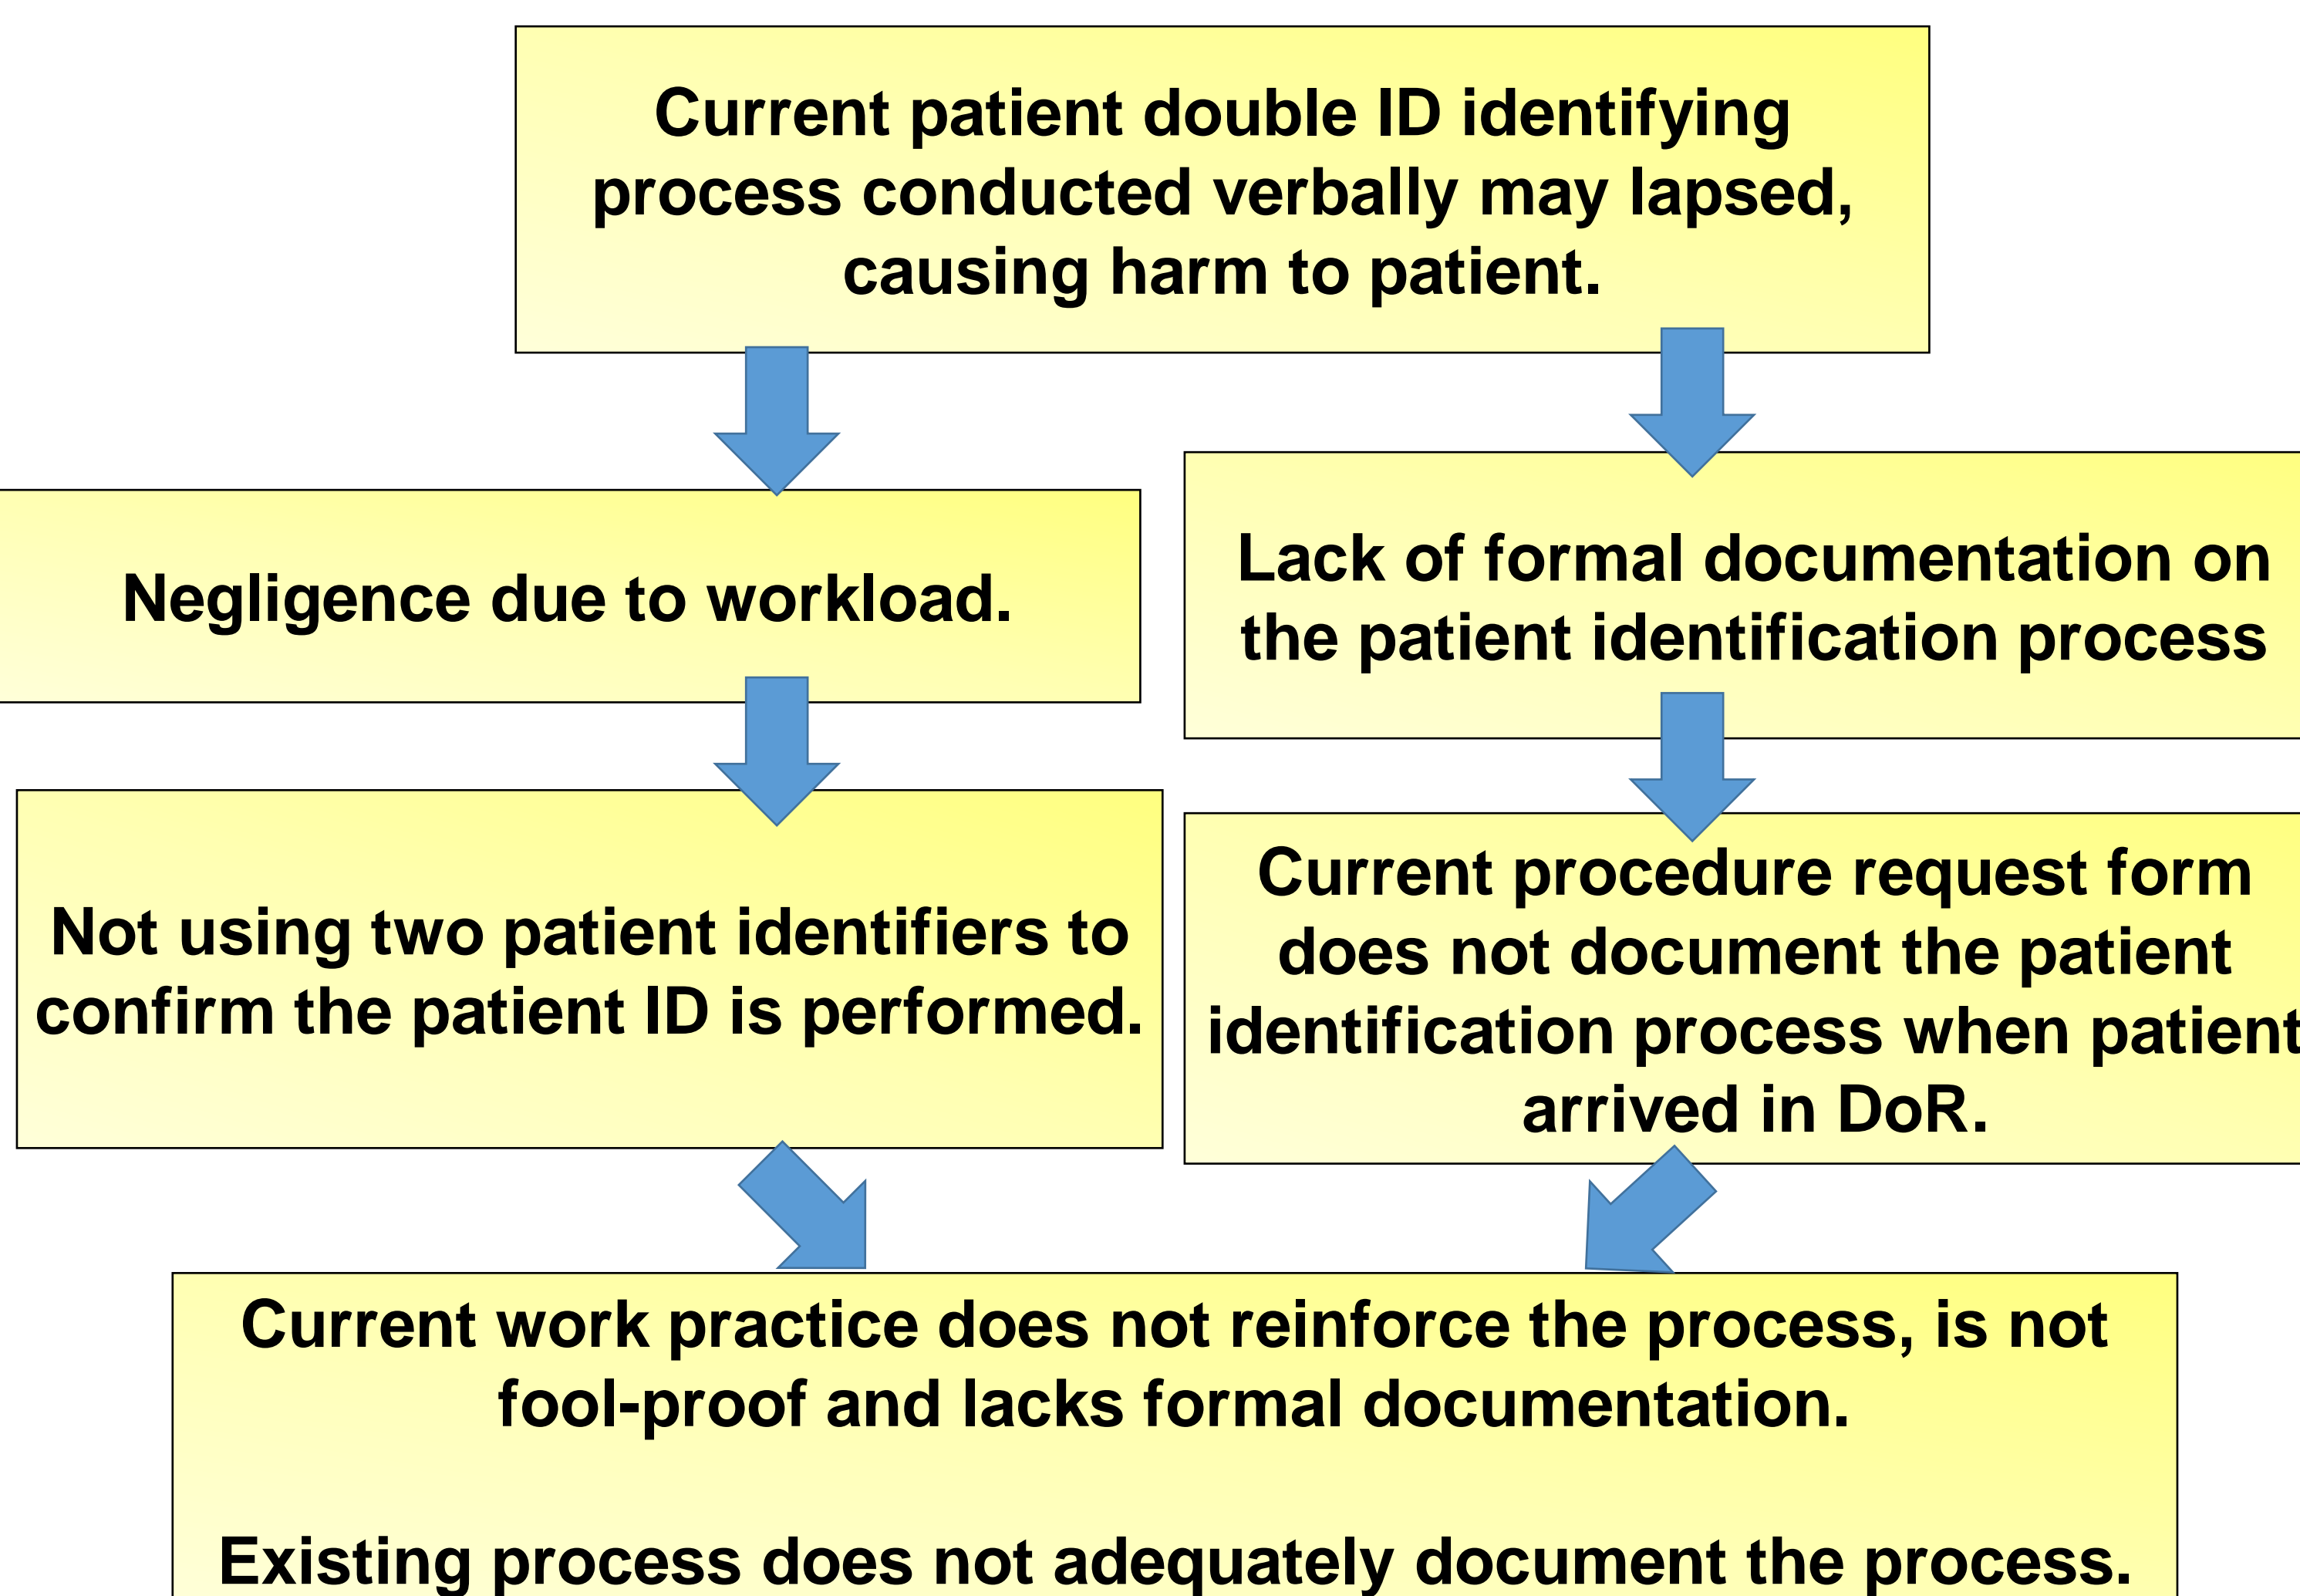 Current patient double ID identifying
process conducted verbally may lapsed,
causing harm to patient.
Negligence due to workload.
Lack of formal documentation on
the patient identification process
Not using two patient identifiers to
confirm the patient ID is performed.
Current procedure request form
does not document the patient
identification process when patient
arrived in DoR.
Current work practice does not reinforce the process, is not
fool-proof and lacks formal documentation.
Existing process does not adequately document the process.